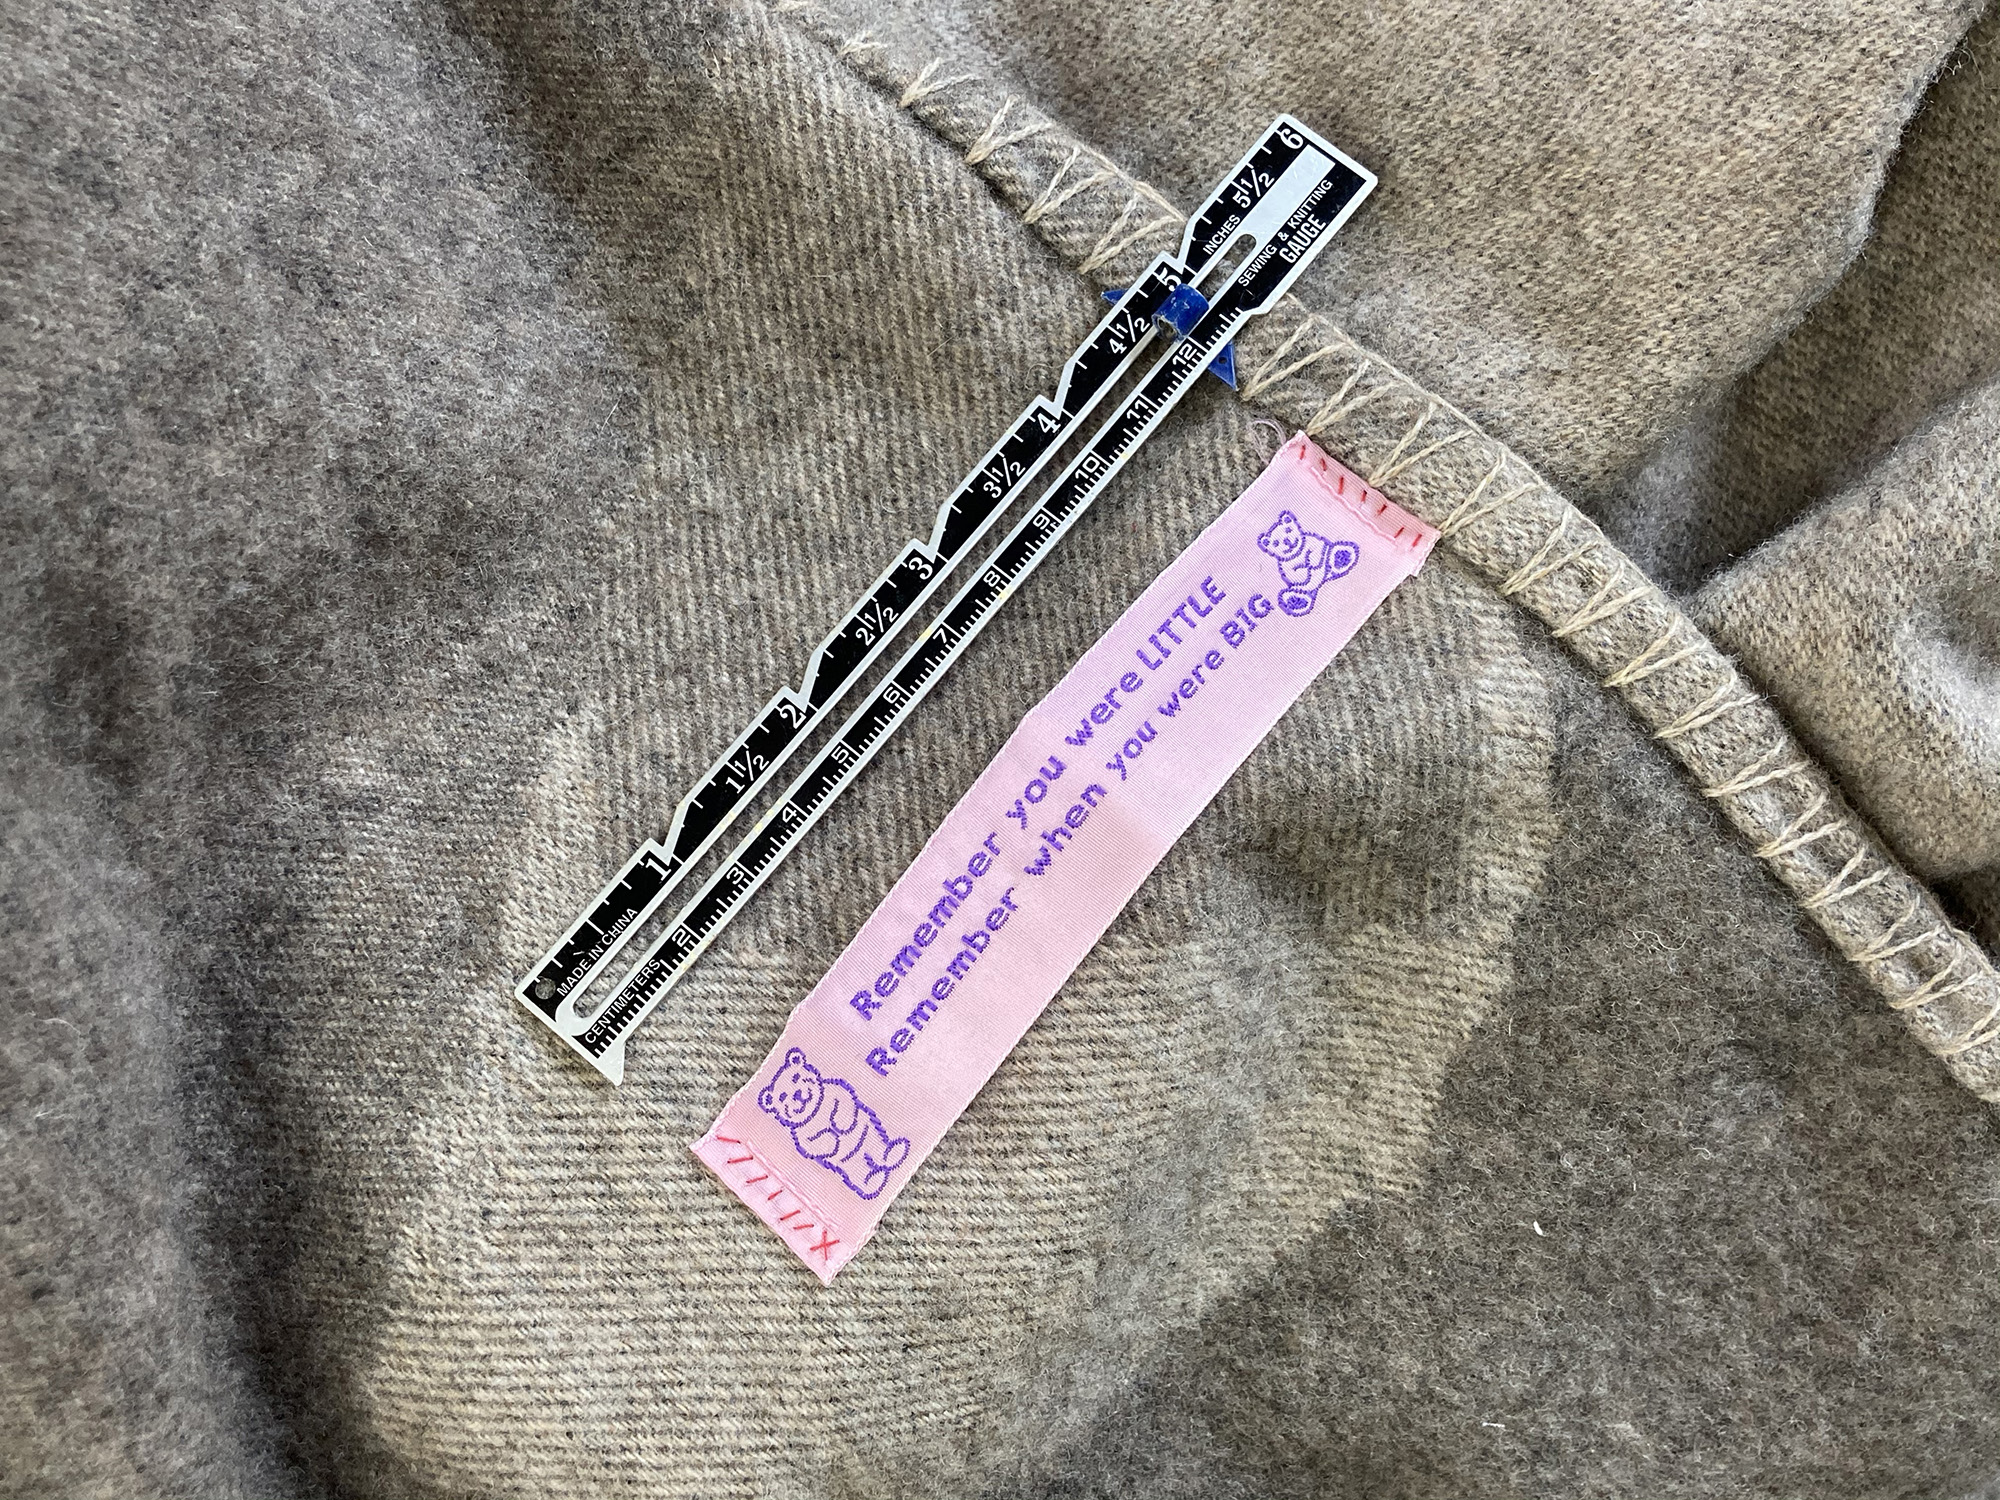 1 1½ 2 2½ 3 3½ 4 4½ 5 5½ 6
MADE IN CHINA
INCHES
CENTIMETERS
2 3 4 5 6 7 8 9 10 11 12
SEWING & KNITTING
GAUGE
Remember you were LITTLE
Remember when you were BIG